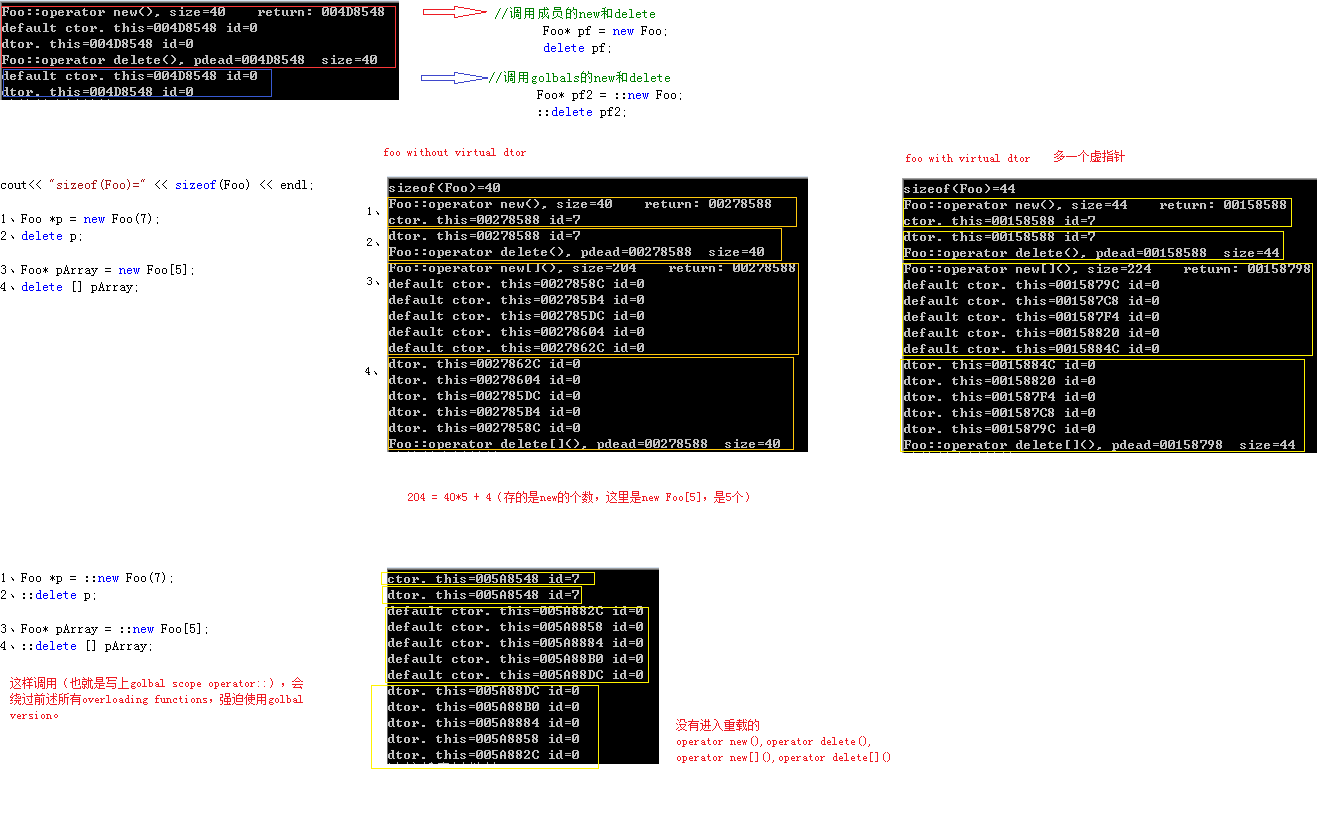 Foo::operator new(), size=40    return: 004D8548
default ctor. this=004D8548 id=0
dtor. this=004D8548 id=0
Foo::operator delete(), pdead=004D8548  size=40
default ctor. this=004D8548 id=0
dtor. this=004D8548 id=0
//调用成员的new和delete
Foo* pf = new Foo;
delete pf;
//调用golbals的new和delete
Foo* pf2 = ::new Foo;
::delete pf2;
foo without virtual dtor
foo with virtual dtor    多一个虚指针
cout<< "sizeof(Foo)=" << sizeof(Foo) << endl;
1、Foo *p = new Foo(7);
2、delete p;
3、Foo* pArray = new Foo[5];
4、delete [] pArray;
1、
2、
3、
4、
sizeof(Foo)=40
Foo::operator new(), size=40    return: 00278588
ctor. this=00278588 id=7
dtor. this=00278588 id=7
Foo::operator delete(), pdead=00278588  size=40
Foo::operator new[](), size=204    return: 00278588
default ctor. this=0027858C id=0
default ctor. this=002785B4 id=0
default ctor. this=002785DC id=0
default ctor. this=00278604 id=0
default ctor. this=0027862C id=0
dtor. this=0027862C id=0
dtor. this=00278604 id=0
dtor. this=002785DC id=0
dtor. this=002785B4 id=0
dtor. this=0027858C id=0
Foo::operator delete[](), pdead=00278588  size=40
sizeof(Foo)=44
Foo::operator new(), size=44    return: 00158588
ctor. this=00158588 id=7
dtor. this=00158588 id=7
Foo::operator delete(), pdead=00158588  size=44
Foo::operator new[](), size=224    return: 00158798
default ctor. this=0015879C id=0
default ctor. this=001587C8 id=0
default ctor. this=001587F4 id=0
default ctor. this=00158820 id=0
default ctor. this=0015884C id=0
dtor. this=0015884C id=0
dtor. this=00158820 id=0
dtor. this=001587F4 id=0
dtor. this=001587C8 id=0
dtor. this=0015879C id=0
Foo::operator delete[](), pdead=00158798  size=44
204 = 40*5 + 4（存的是new的个数，这里是new Foo[5]，是5个）
1、Foo *p = ::new Foo(7);
2、::delete p;
3、Foo* pArray = ::new Foo[5];
4、::delete [] pArray;
这样调用（也就是写上golbal scope operator::），会
绕过前述所有overloading functions，强迫使用golbal
version。
ctor. this=005A8548 id=7
dtor. this=005A8548 id=7
default ctor. this=005A882C id=0
default ctor. this=005A8858 id=0
default ctor. this=005A8884 id=0
default ctor. this=005A88B0 id=0
default ctor. this=005A88DC id=0
dtor. this=005A88DC id=0
dtor. this=005A88B0 id=0
dtor. this=005A8884 id=0
dtor. this=005A8858 id=0
dtor. this=005A882C id=0
没有进入重载的
operator new(),operator delete(),
operator new[](),operator delete[]()